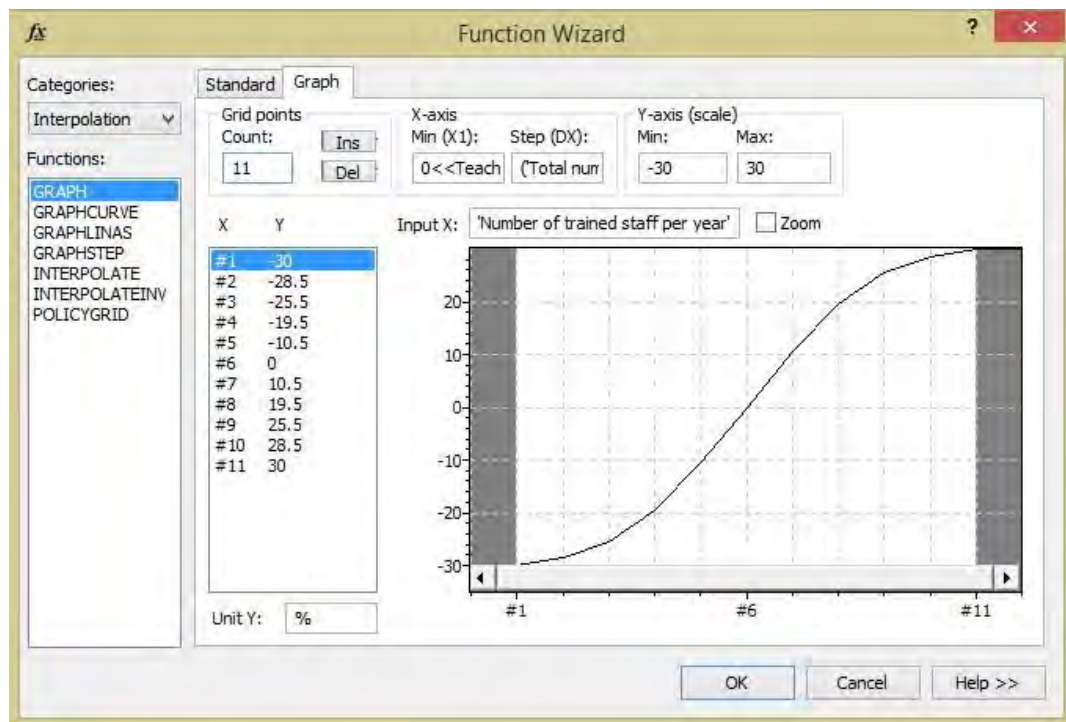 fx
Function Wizard
?
×
Categories:
Interpolation
Functions:
GRAPH
GRAPHCURVE
GRAPHLINAS
GRAPHSTEP
INTERPOLATE
INTERPOLATEINV
POLICYGRID
Standard Graph
Grid points
Count:
11
Ins
Del
X-axis
Min (X1): Step (DX):
0<<Teach ('Total num
Y-axis (scale)
Min: Max:
-30 30
Input X: 'Number of trained staff per year' Zoom
X Y
#1 -30
#2 -28.5
#3 -25.5
#4 -19.5
#5 -10.5
#6 0
#7 10.5
#8 19.5
#9 25.5
#10 28.5
#11 30
20
10
0
-10
-20
-30
#1 #6 #11
Unit Y: %
OK Cancel Help >>